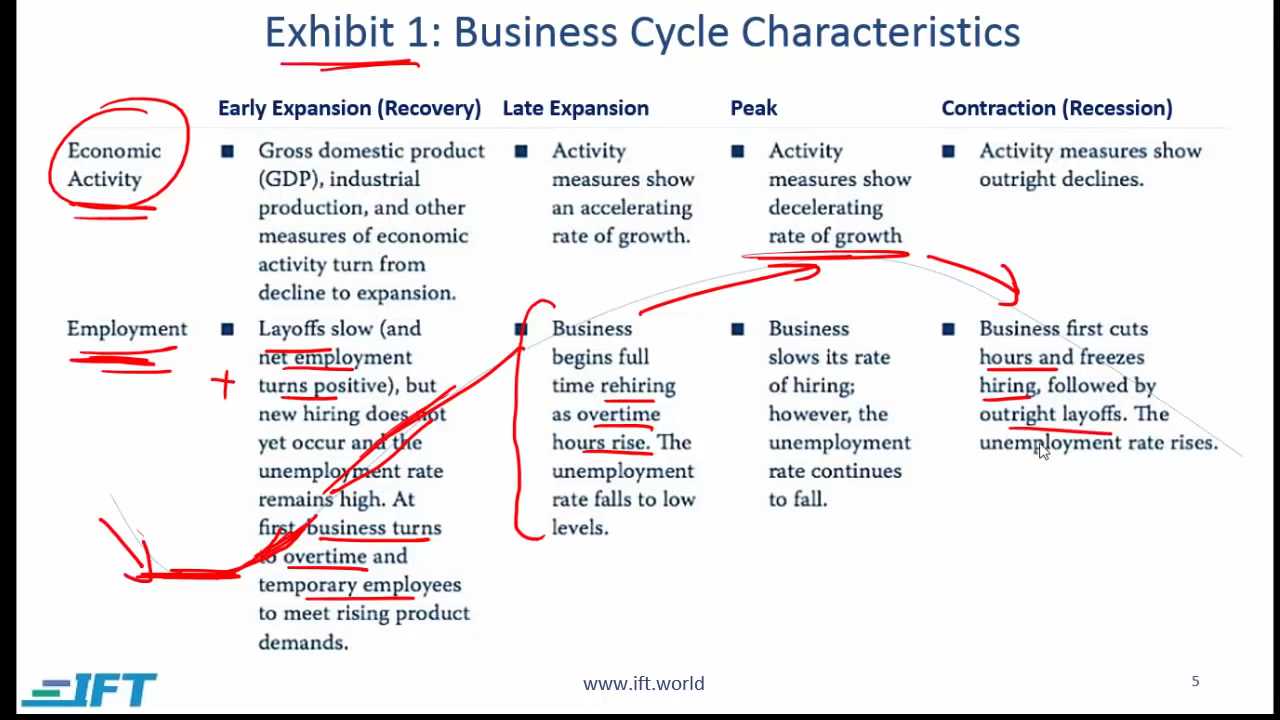 Exhibit 1: Business Cycle Characteristics
Early Expansion (Recovery)
Late Expansion
Peak
Contraction (Recession)
Economic
Activity
Gross domestic product
(GDP), industrial
production, and other
measures of economic
activity turn from
decline to expansion.
Activity
measures show
an accelerating
rate of growth.
Activity
measures show
decelerating
rate of growth
Activity measures show
outright declines.
Employment
Layoffs slow (and
net employment
turns positive), but
new hiring does not
yet occur and the
unemployment rate
remains high. At
first, business turns
to overtime and
temporary employees
to meet rising product
demands.
Business
begins full
time rehiring
as overtime
hours rise. The
unemployment
rate falls to low
levels.
Business
slows its rate
of hiring;
however, the
unemployment
rate continues
to fall.
Business first cuts
hours and freezes
hiring, followed by
outright layoffs. The
unemployment rate rises.
+
IFT
www.ift.world
5